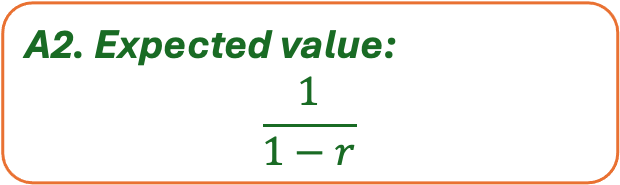 A2. Expected value:
1
1 − r